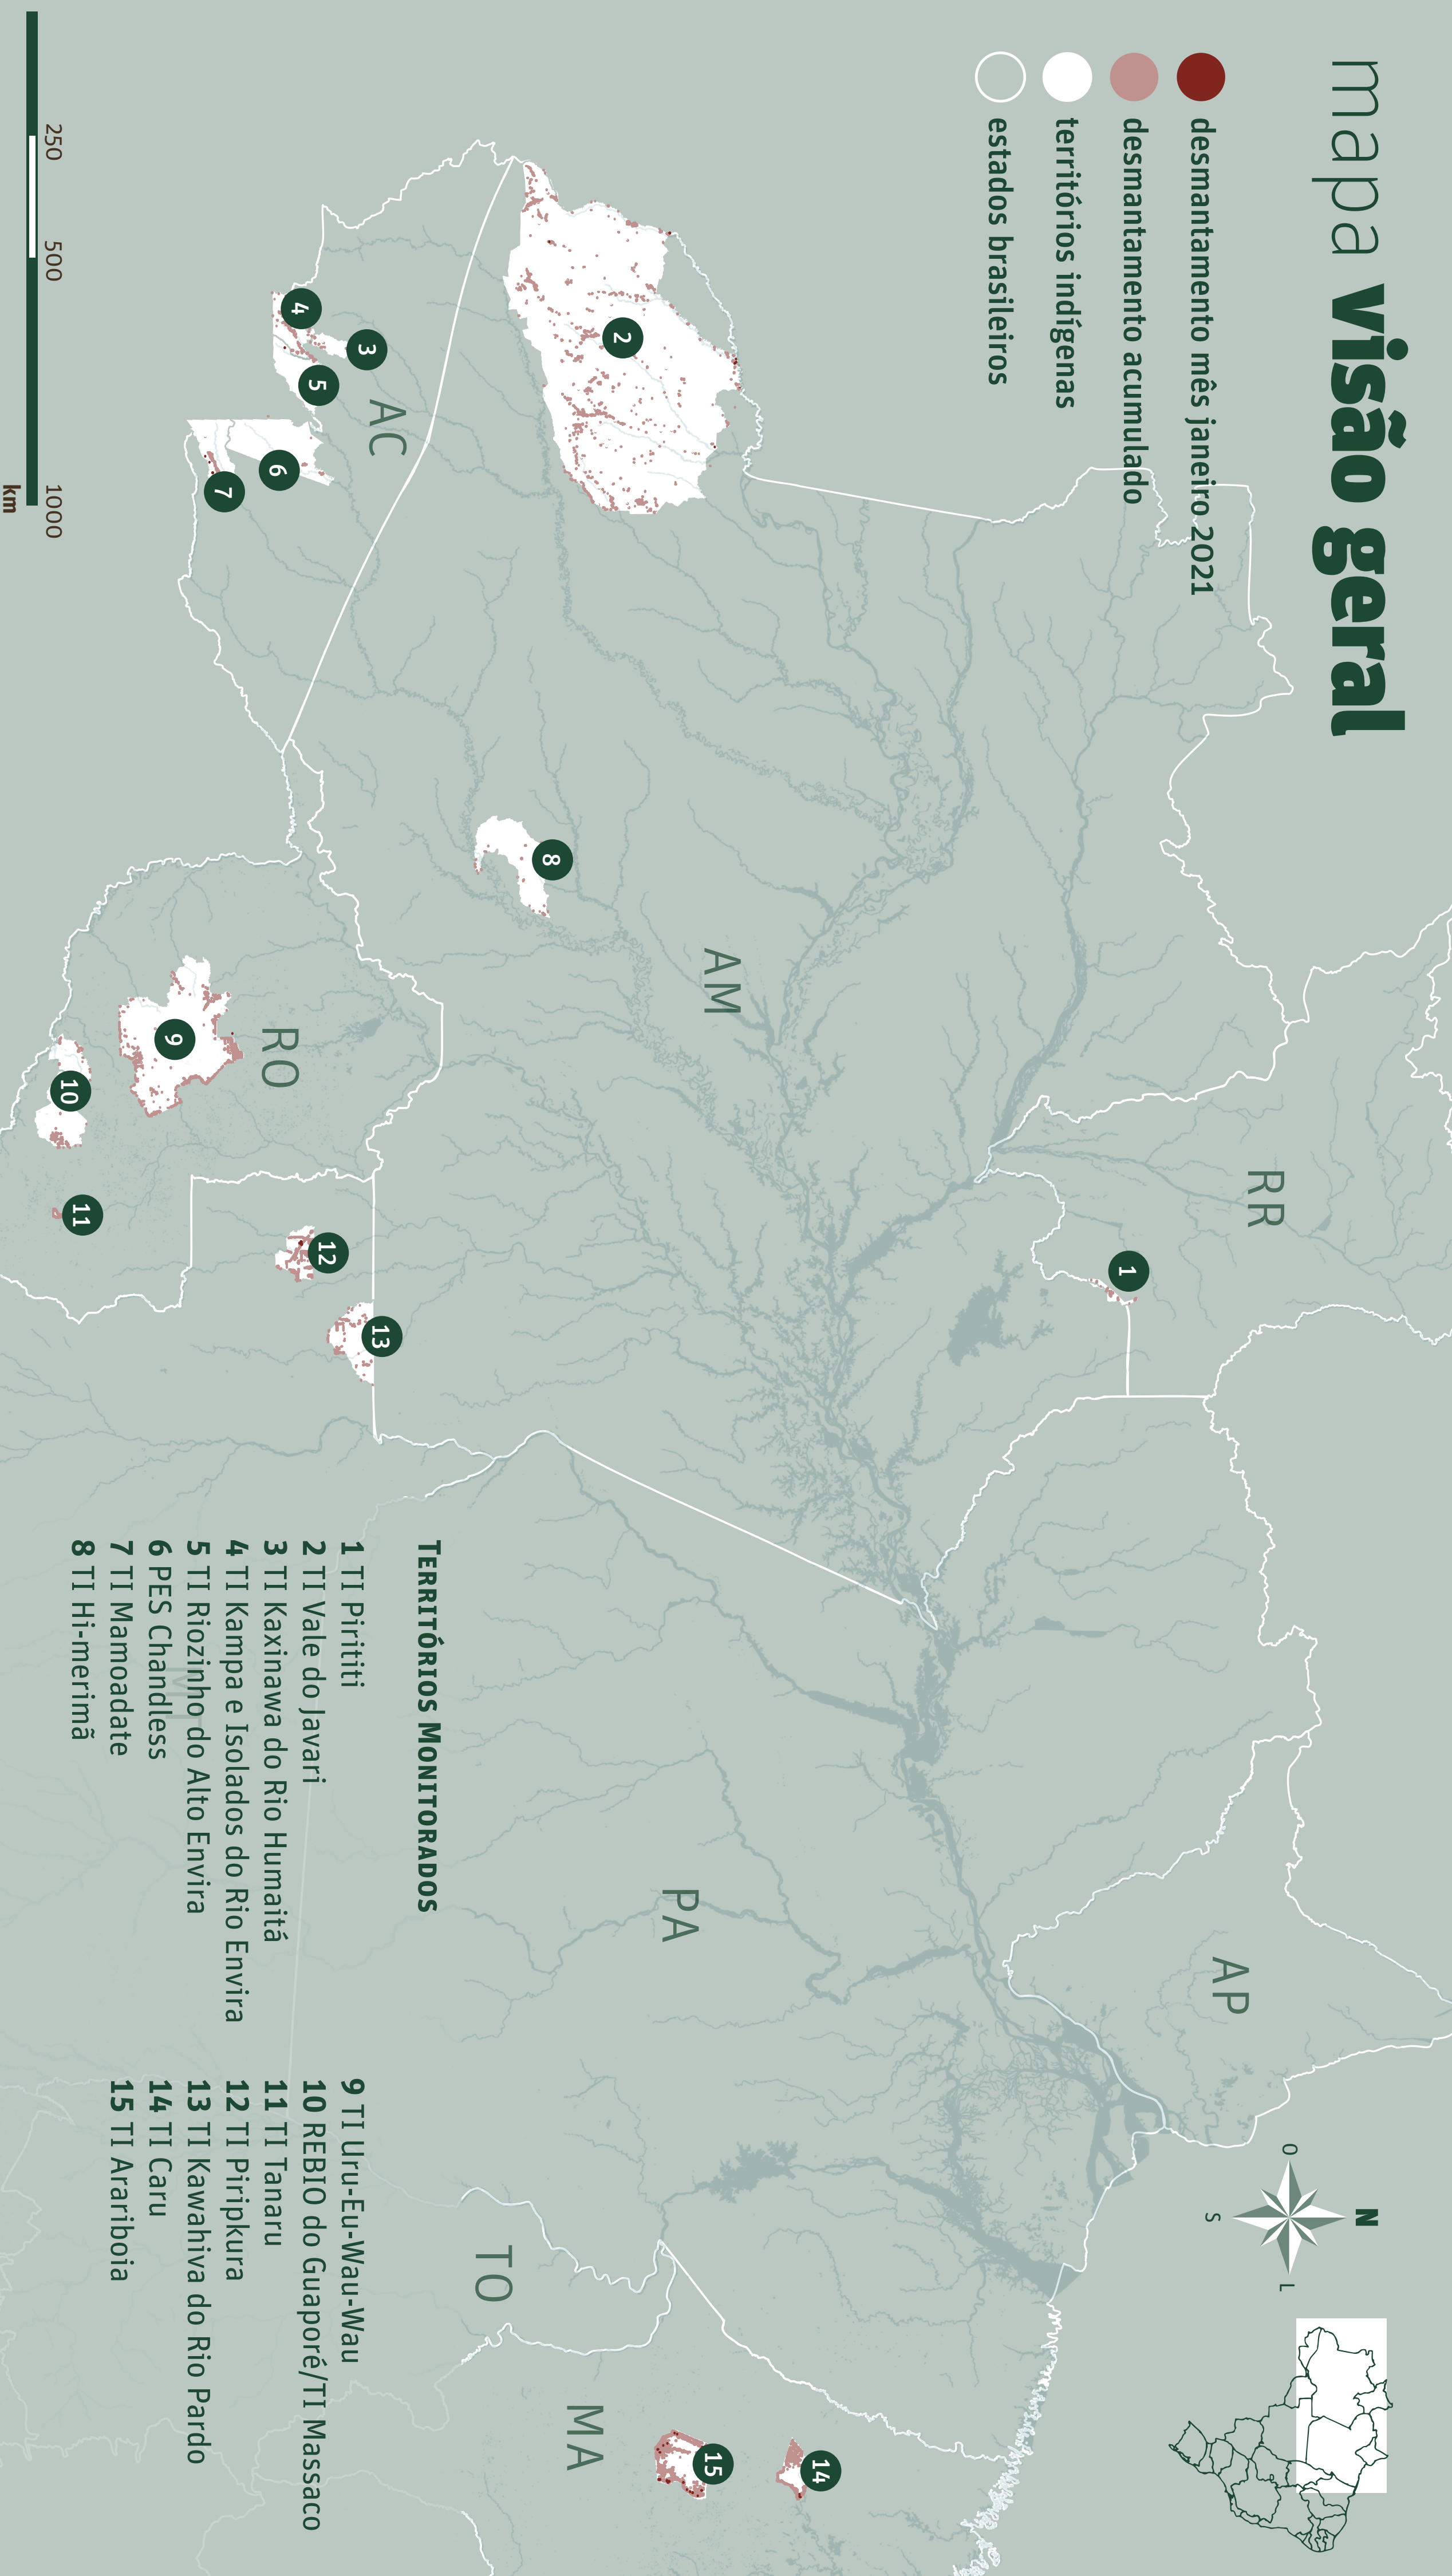 mapa Visão geral
desmantamento mês janeiro 2021
desmantamento acumulado
territórios indígenas
estados brasileiros
N
O
L
S
RR
AP
AM
PA
MA
TO
AC
RO
MT
1
2
3
4
5
6
7
8
9
10
11
12
13
14
15
TERRITÓRIOS MONITORADOS
1 TI Pirititi
2 TI Vale do Javari
3 TI Kaxinawa do Rio Humaitá
4 TI Kampa e Isolados do Rio Envira
5 TI Riozinho do Alto Envira
6 PES Chandless
7 TI Mamoadate
8 TI Hi-merimã
9 TI Uru-Eu-Wau-Wau
10 REBIO do Guaporé/TI Massaco
11 TI Tanaru
12 TI Piripkura
13 TI Kawahiva do Rio Pardo
14 TI Caru
15 TI Arariboia
250 500 1000
km